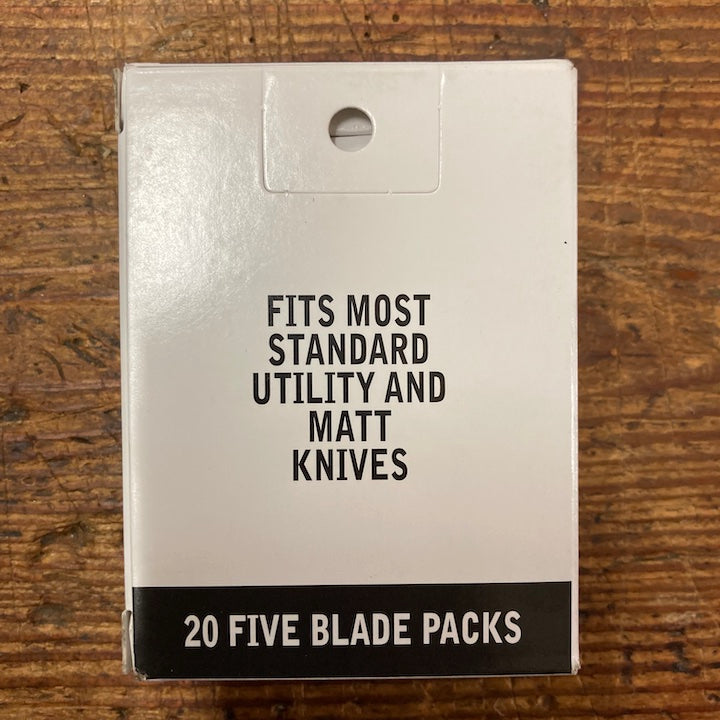 FITS MOST
STANDARD
UTILITY AND
MATT
KNIVES
20 FIVE BLADE PACKS